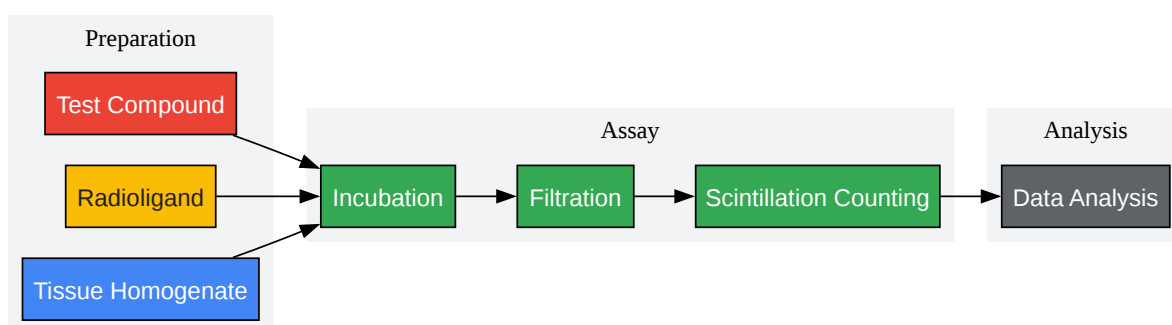 Preparation
Test Compound
Radioligand
Tissue Homogenate
Assay
Incubation
Filtration
Scintillation Counting
Analysis
Data Analysis